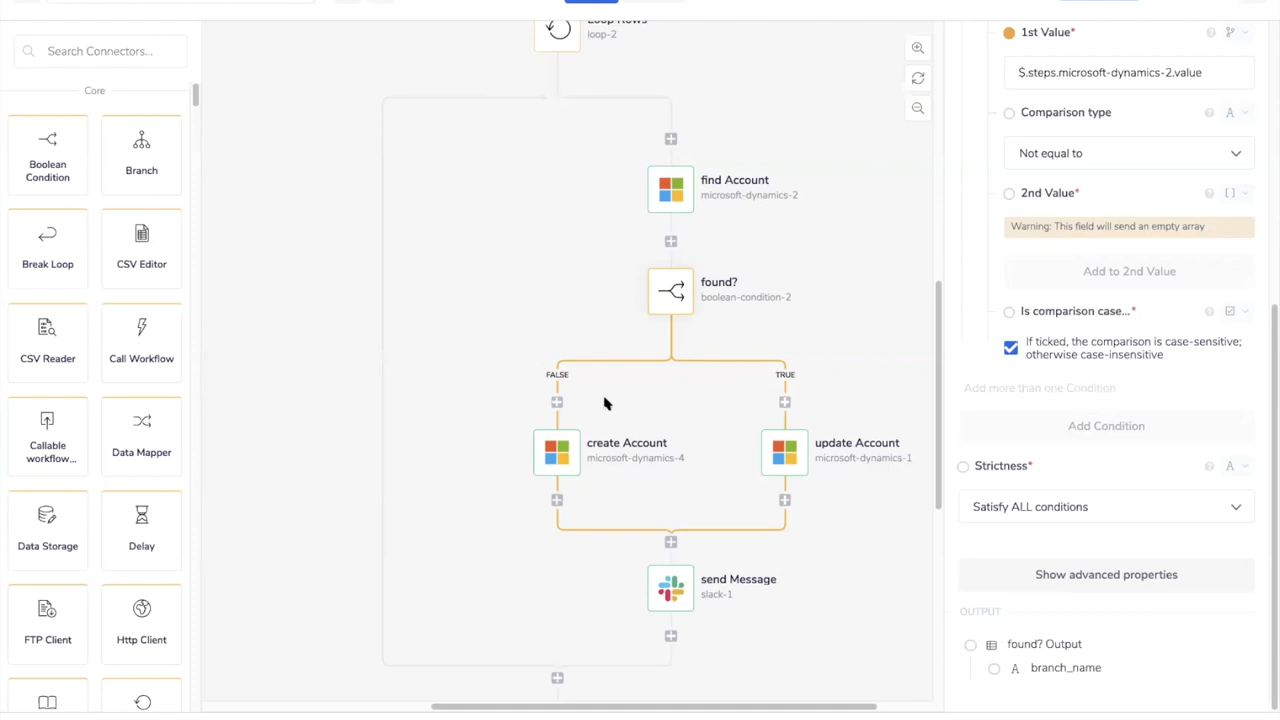 Search Connectors...
Core
Boolean
Condition
Branch
Break Loop
CSV Editor
CSV Reader
Call Workflow
Callable
workflow...
Data Mapper
Data Storage
Delay
FTP Client
Http Client
Loop Rows
loop-2
find Account
microsoft-dynamics-2
found?
boolean-condition-2
FALSE
TRUE
create Account
microsoft-dynamics-4
update Account
microsoft-dynamics-1
send Message
slack-1
1st Value*
$.steps.microsoft-dynamics-2.value
Comparison type
A
Not equal to
2nd Value*
[ ]
Warning: This field will send an empty array
Add to 2nd Value
Is comparison case...*
If ticked, the comparison is case-sensitive;
otherwise case-insensitive
Add more than one Condition
Add Condition
Strictness*
A
Satisfy ALL conditions
Show advanced properties
OUTPUT
found? Output
A branch_name